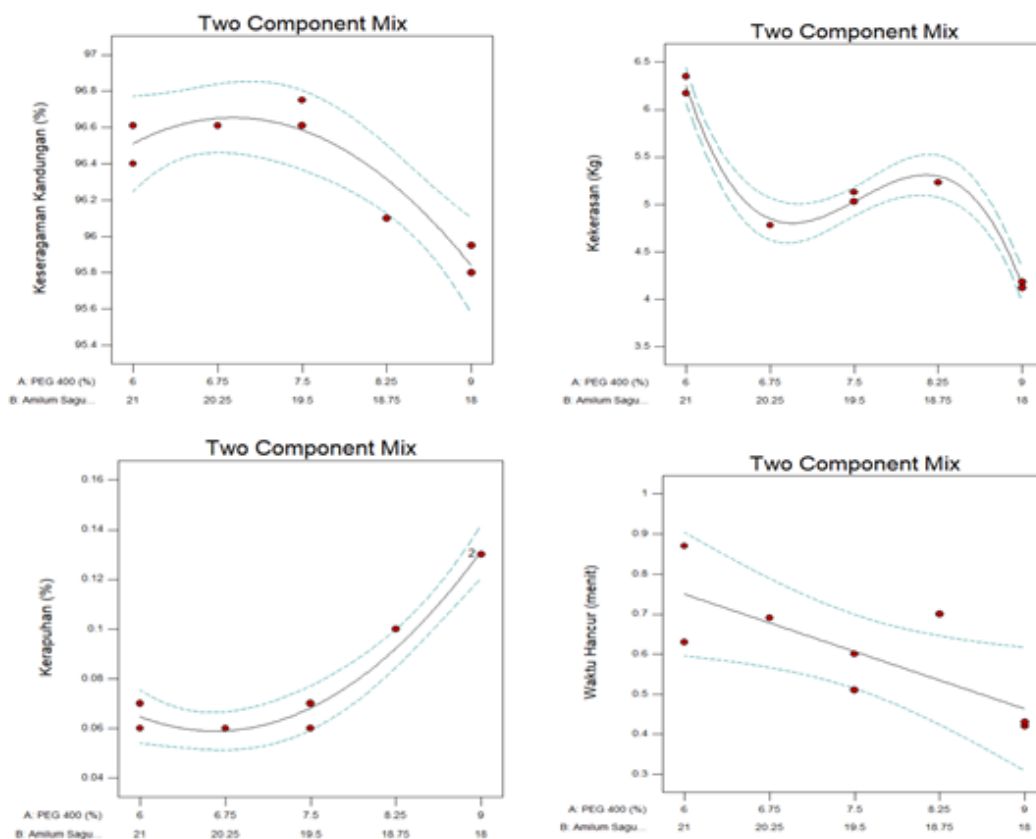 Two Component Mix
Keseragaman Kandungan (%)
97
96.8
96.6
96.4
96.2
96
95.8
95.6
95.4
A: PEG 400 (%)
6 6.75 7.5 8.25 9
B: Amilum Sagu...
21 20.25 19.5 18.75 18
Two Component Mix
Kekerasan (Kg)
6.5
6
5.5
5
4.5
4
3.5
A: PEG 400 (%)
6 6.75 7.5 8.25 9
B: Amilum Sagu...
21 20.25 19.5 18.75 18
Two Component Mix
Kerapuhan (%)
0.16
0.14
0.12
0.1
0.08
0.06
0.04
2
A: PEG 400 (%)
6 6.75 7.5 8.25 9
B: Amilum Sagu...
21 20.25 19.5 18.75 18
Two Component Mix
Waktu Hancur (menit)
1
0.9
0.8
0.7
0.6
0.5
0.4
0.3
A: PEG 400 (%)
6 6.75 7.5 8.25 9
B: Amilum Sagu...
21 20.25 19.5 18.75 18